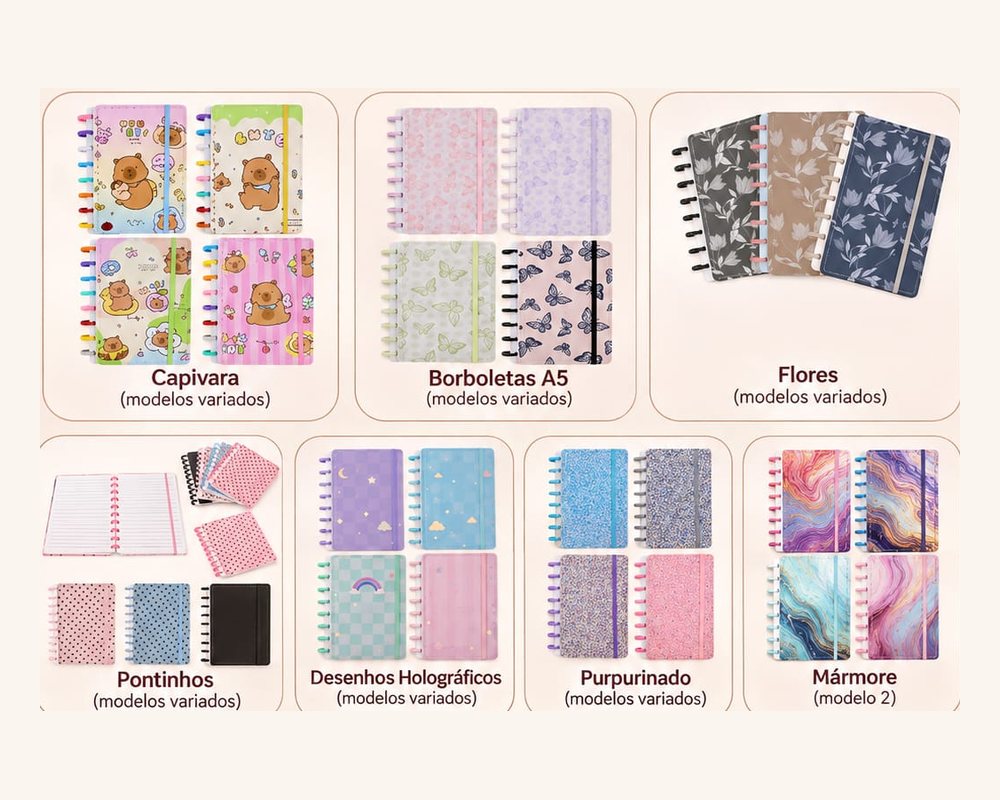 Capivara
(modelos variados)
Borboletas A5
(modelos variados)
Flores
(modelos variados)
Pontinhos
(modelos variados)
Desenhos Holográficos
(modelos variados)
Purpurinado
(modelos variados)
Mármore
(modelo 2)